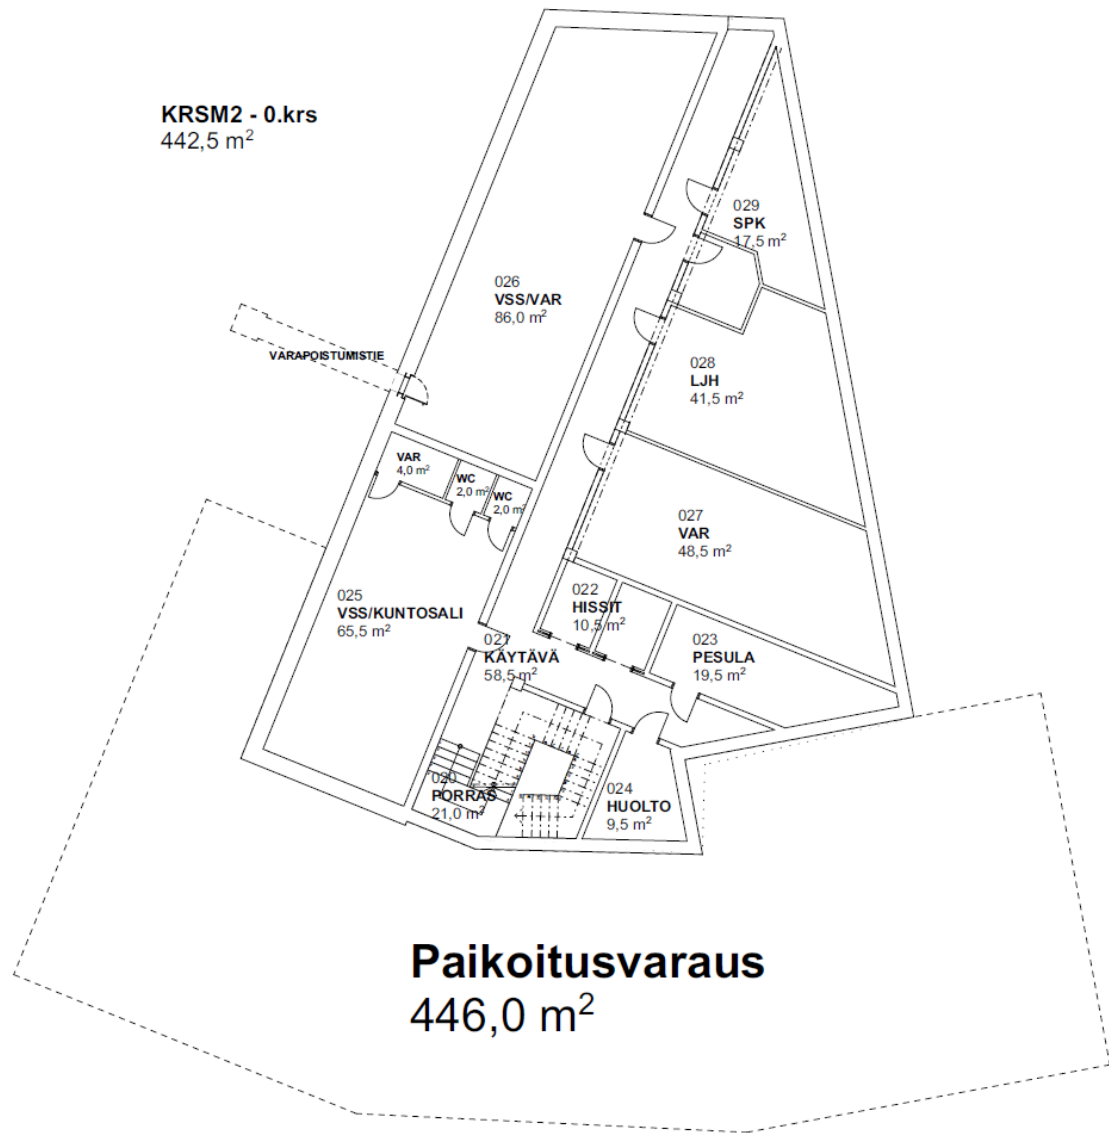 KRSM2 - 0.krs
442,5 m²
029
SPK
17,5 m²
026
VSS/VAR
86,0 m²
VARAPOISTUMISTIE
028
LJH
41,5 m²
VAR
4,0 m²
WC
2,0 m²
WC
2,0 m²
027
VAR
48,5 m²
025
VSS/KUNTOSALI
65,5 m²
022
HISSIT
10,5 m²
021
KÄYTÄVÄ
58,5 m²
023
PESULA
19,5 m²
020
PORRAS
21,0 m²
024
HUOLTO
9,5 m²
Paikoitusvaraus
446,0 m²